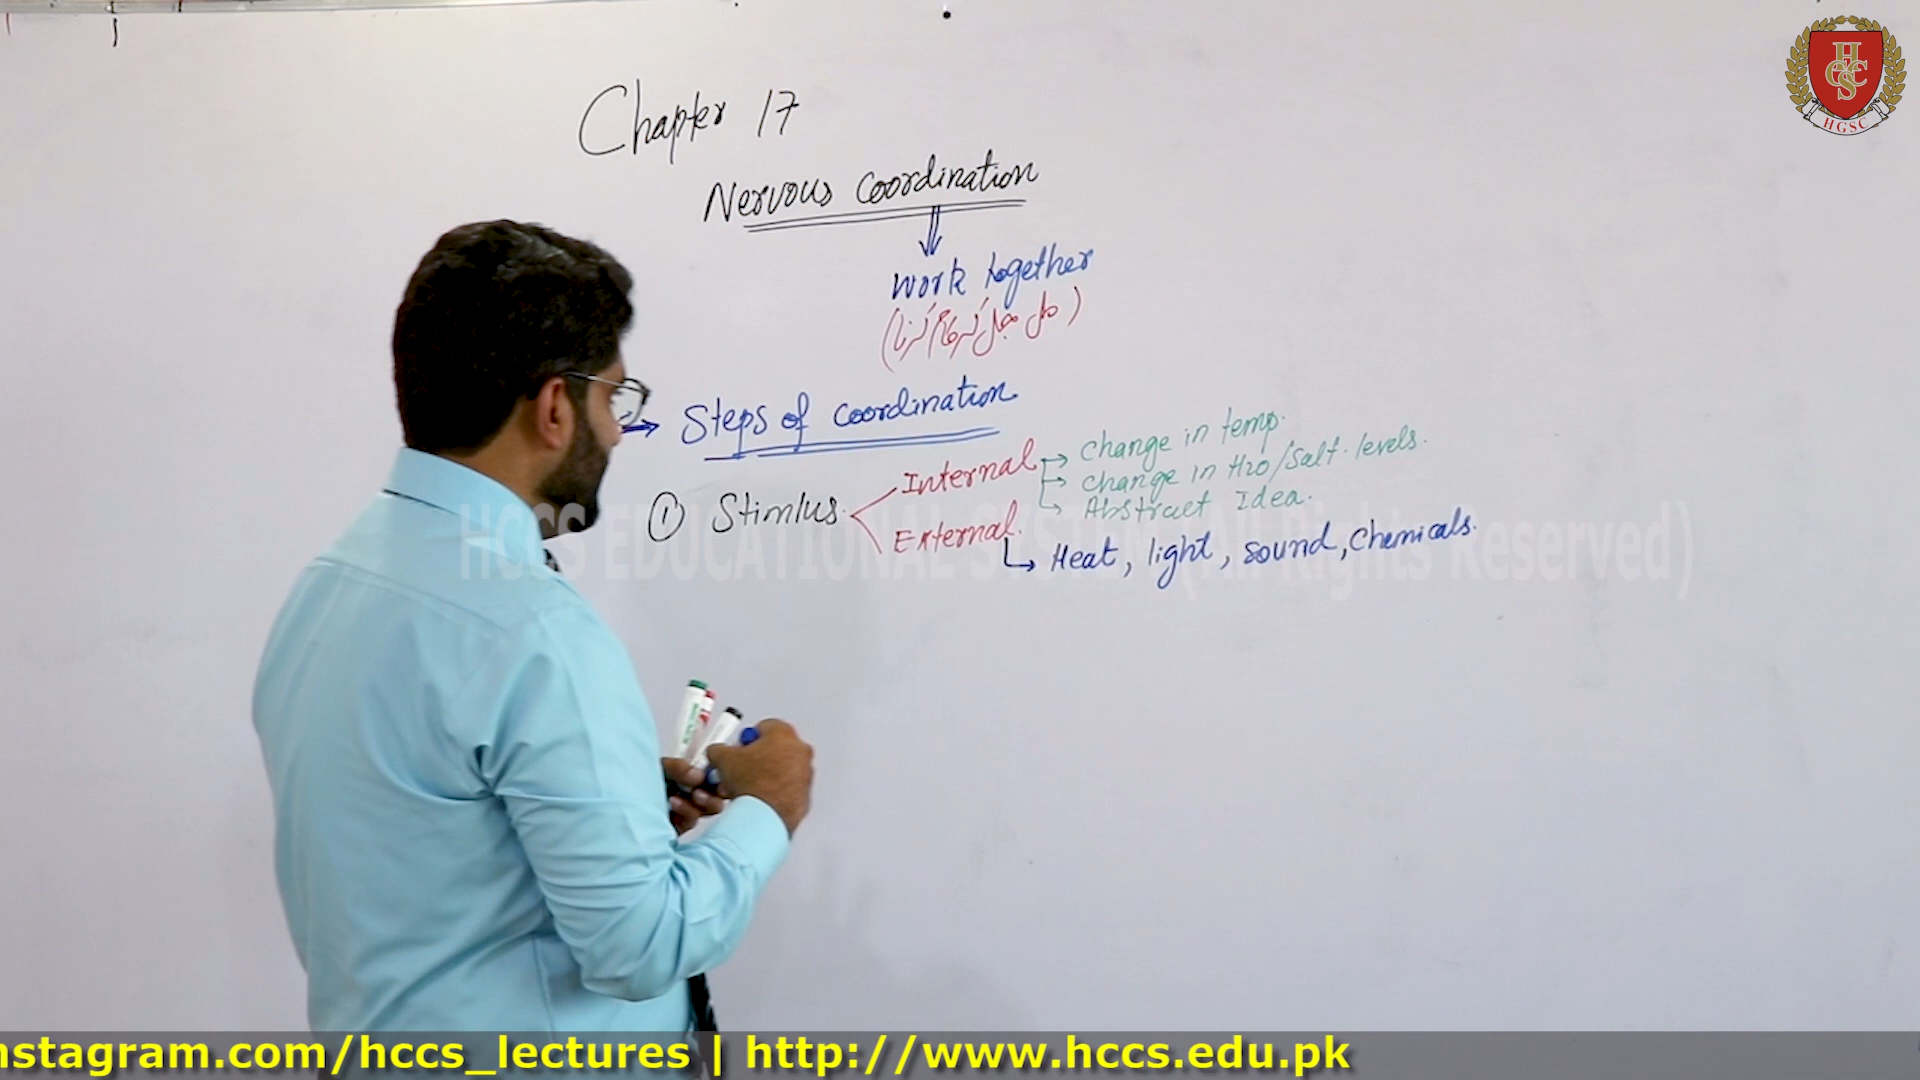 Chapter 17
Nervous Coordination
Work together
(مل جل کر کام کرنا)
Steps of coordination
① Stimlus
Internal
Change in temp.
Change in H2O/Salt levels.
Abstract Idea.
External
Heat, light, sound, Chemicals.
HCCS EDUCATIONAL SYSTEM (All Rights Reserved)
HCCS
HGSC
nstagram.com/hccs_lectures | http://www.hccs.edu.pk